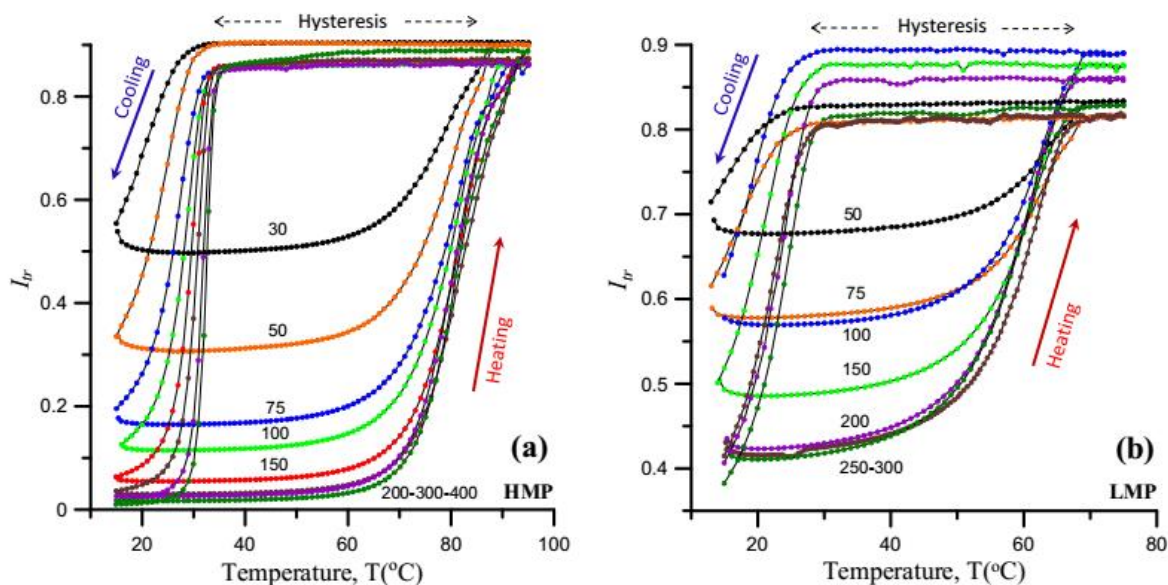 Hysteresis
Cooling
Heating
30
50
75
100
150
200-300-400
(a)
HMP
I_tr
0
0.2
0.4
0.6
0.8
20 40 60 80 100
Temperature, T(°C)
Hysteresis
Cooling
Heating
50
75
100
150
200
250-300
(b)
LMP
I_tr
0.9
0.8
0.7
0.6
0.5
0.4
20 40 60 80
Temperature, T(°C)